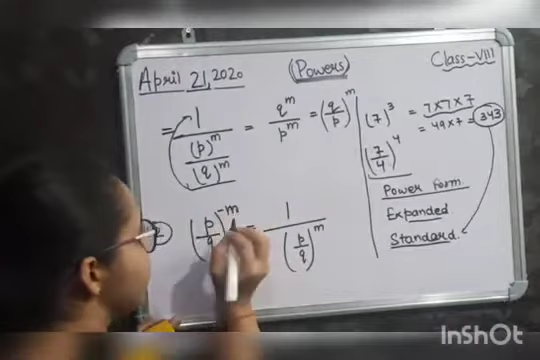 April 21, 2020
(Powers)
Class-VIII
= 1 / ((p)^m / (q)^m) = q^m / p^m = (q/p)^m
(7)^3 = 7×7×7
= 49×7 = 343
(7/4)^4
Power form
Expanded
Standard
(p/q)^-m = 1 / (p/q)^m
InShOt